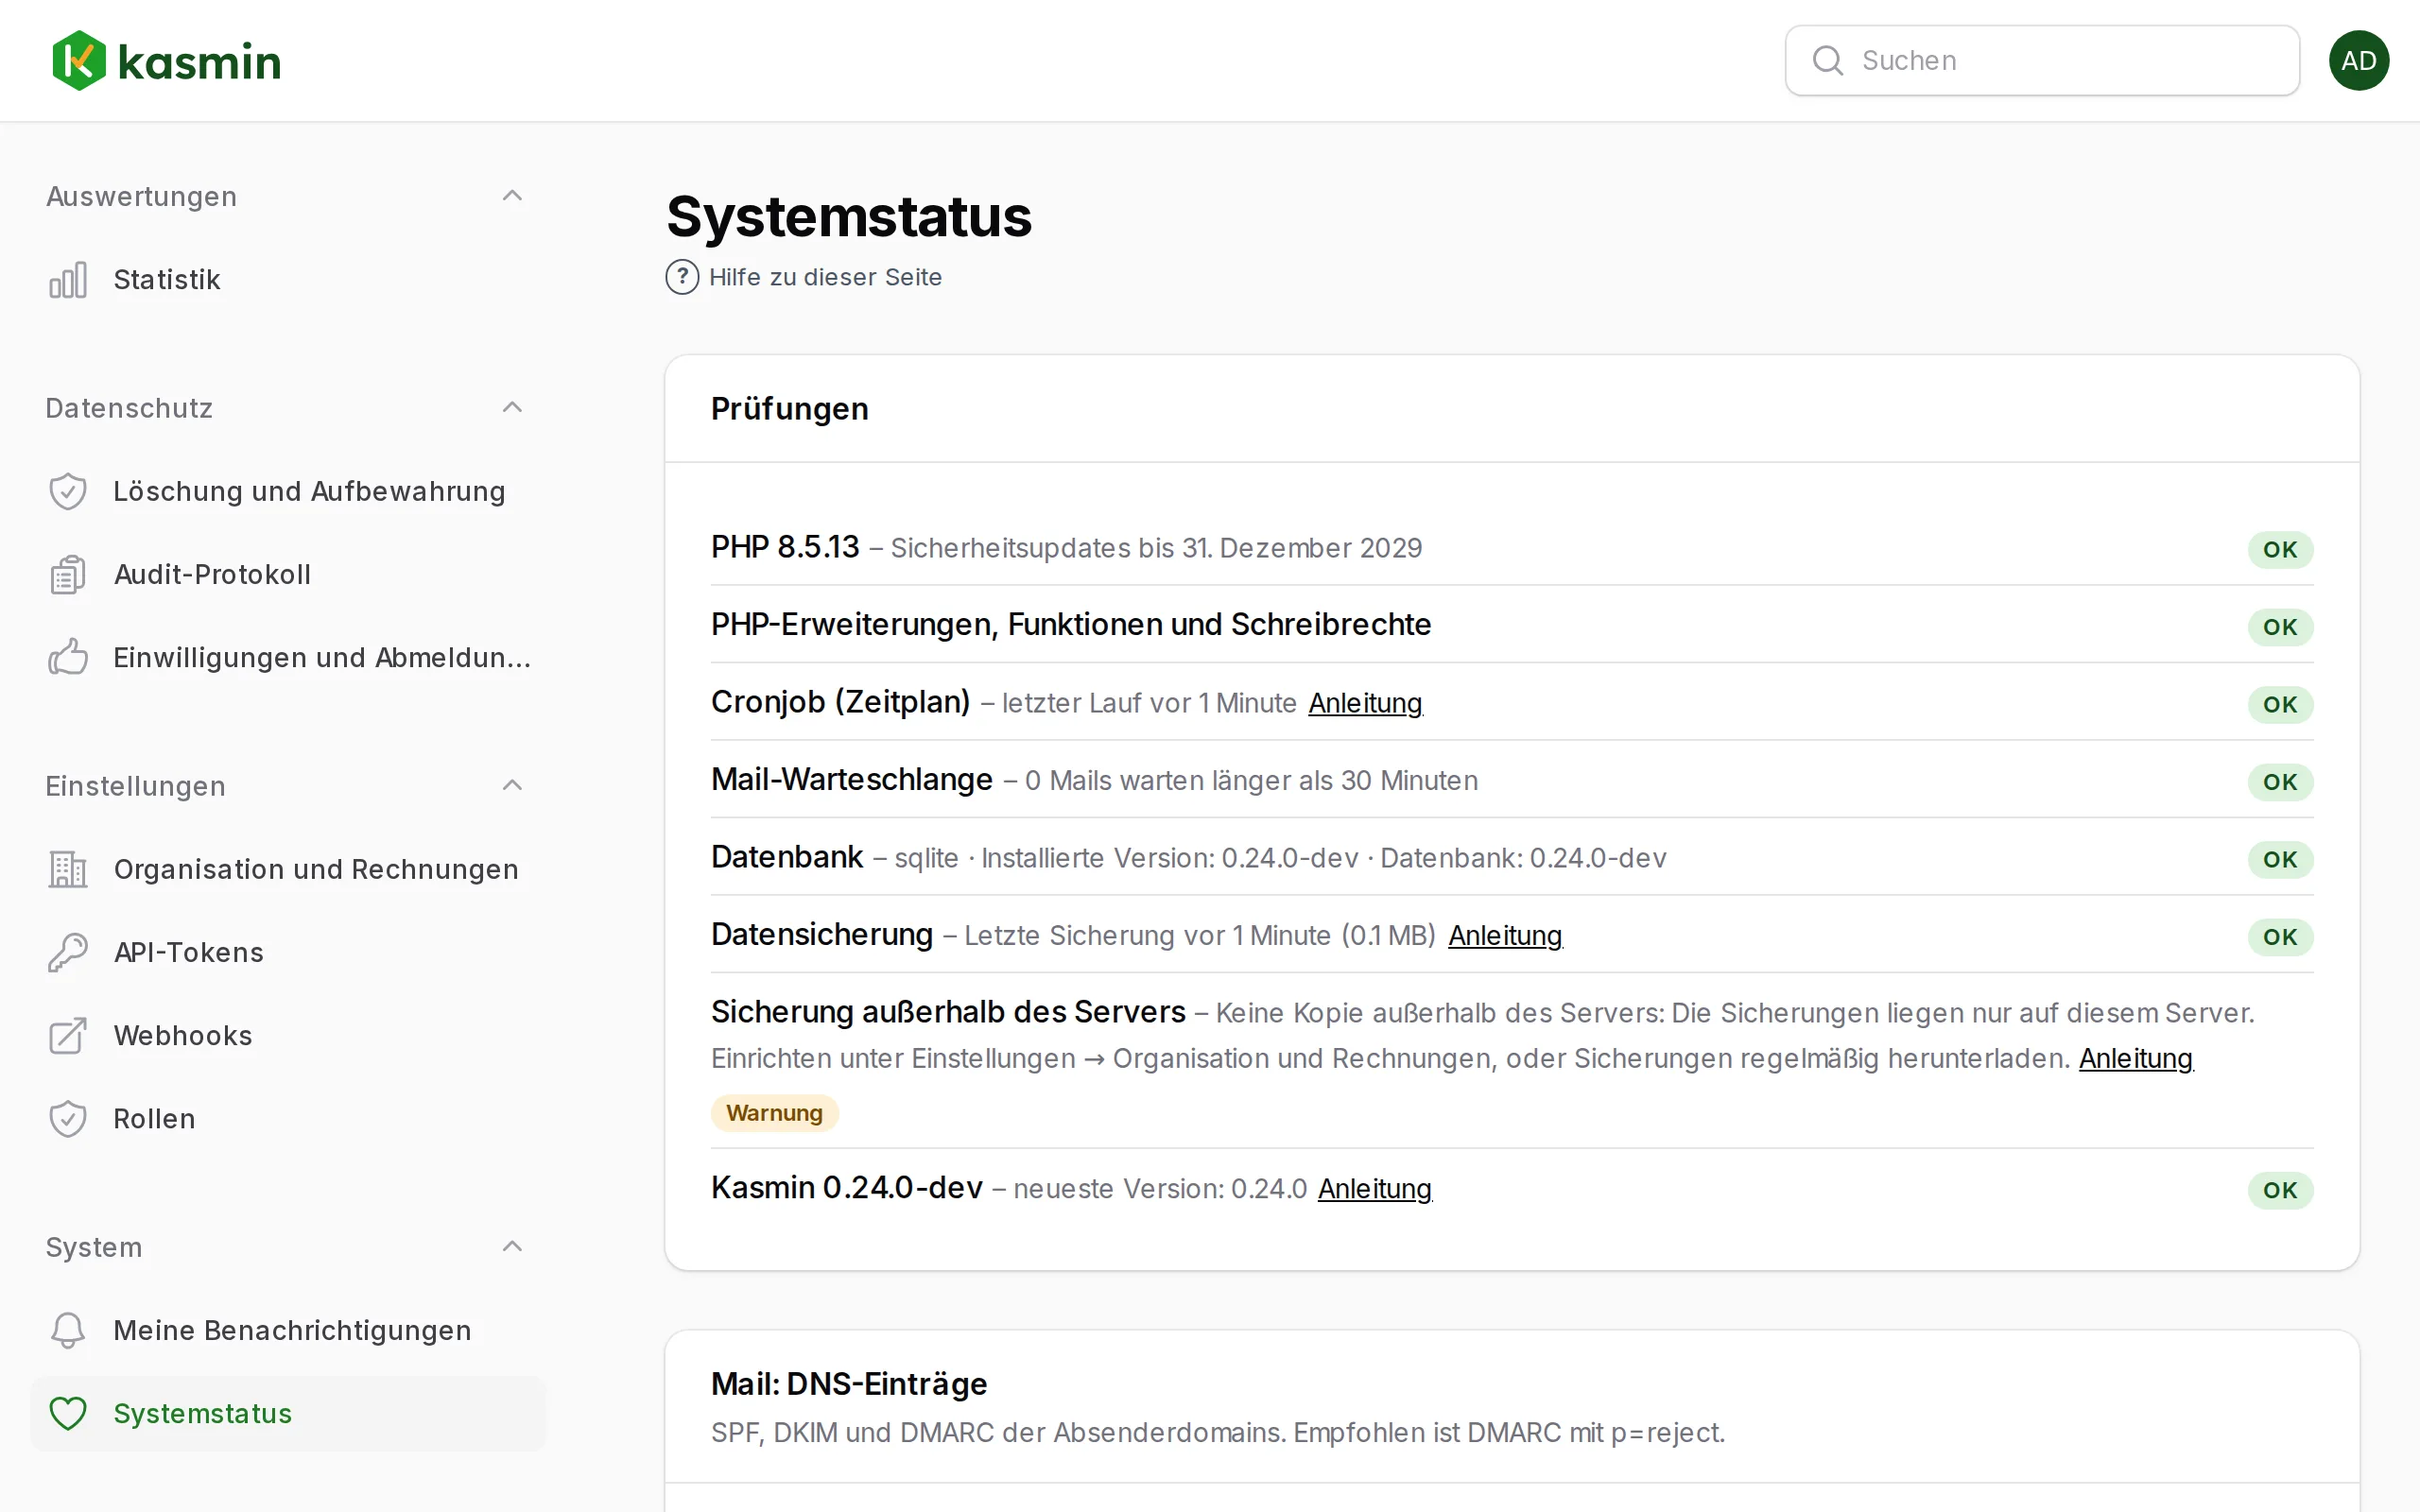 kasmin
Suchen
AD
Auswertungen
Statistik
Datenschutz
Löschung und Aufbewahrung
Audit-Protokoll
Einwilligungen und Abmeldun...
Einstellungen
Organisation und Rechnungen
API-Tokens
Webhooks
Rollen
System
Meine Benachrichtigungen
Systemstatus
Systemstatus
? Hilfe zu dieser Seite
Prüfungen
PHP 8.5.13 – Sicherheitsupdates bis 31. Dezember 2029 OK
PHP-Erweiterungen, Funktionen und Schreibrechte OK
Cronjob (Zeitplan) – letzter Lauf vor 1 Minute Anleitung OK
Mail-Warteschlange – 0 Mails warten länger als 30 Minuten OK
Datenbank – sqlite · Installierte Version: 0.24.0-dev · Datenbank: 0.24.0-dev OK
Datensicherung – Letzte Sicherung vor 1 Minute (0.1 MB) Anleitung OK
Sicherung außerhalb des Servers – Keine Kopie außerhalb des Servers: Die Sicherungen liegen nur auf diesem Server.
Einrichten unter Einstellungen → Organisation und Rechnungen, oder Sicherungen regelmäßig herunterladen. Anleitung
Warnung
Kasmin 0.24.0-dev – neueste Version: 0.24.0 Anleitung OK
Mail: DNS-Einträge
SPF, DKIM und DMARC der Absenderdomains. Empfohlen ist DMARC mit p=reject.